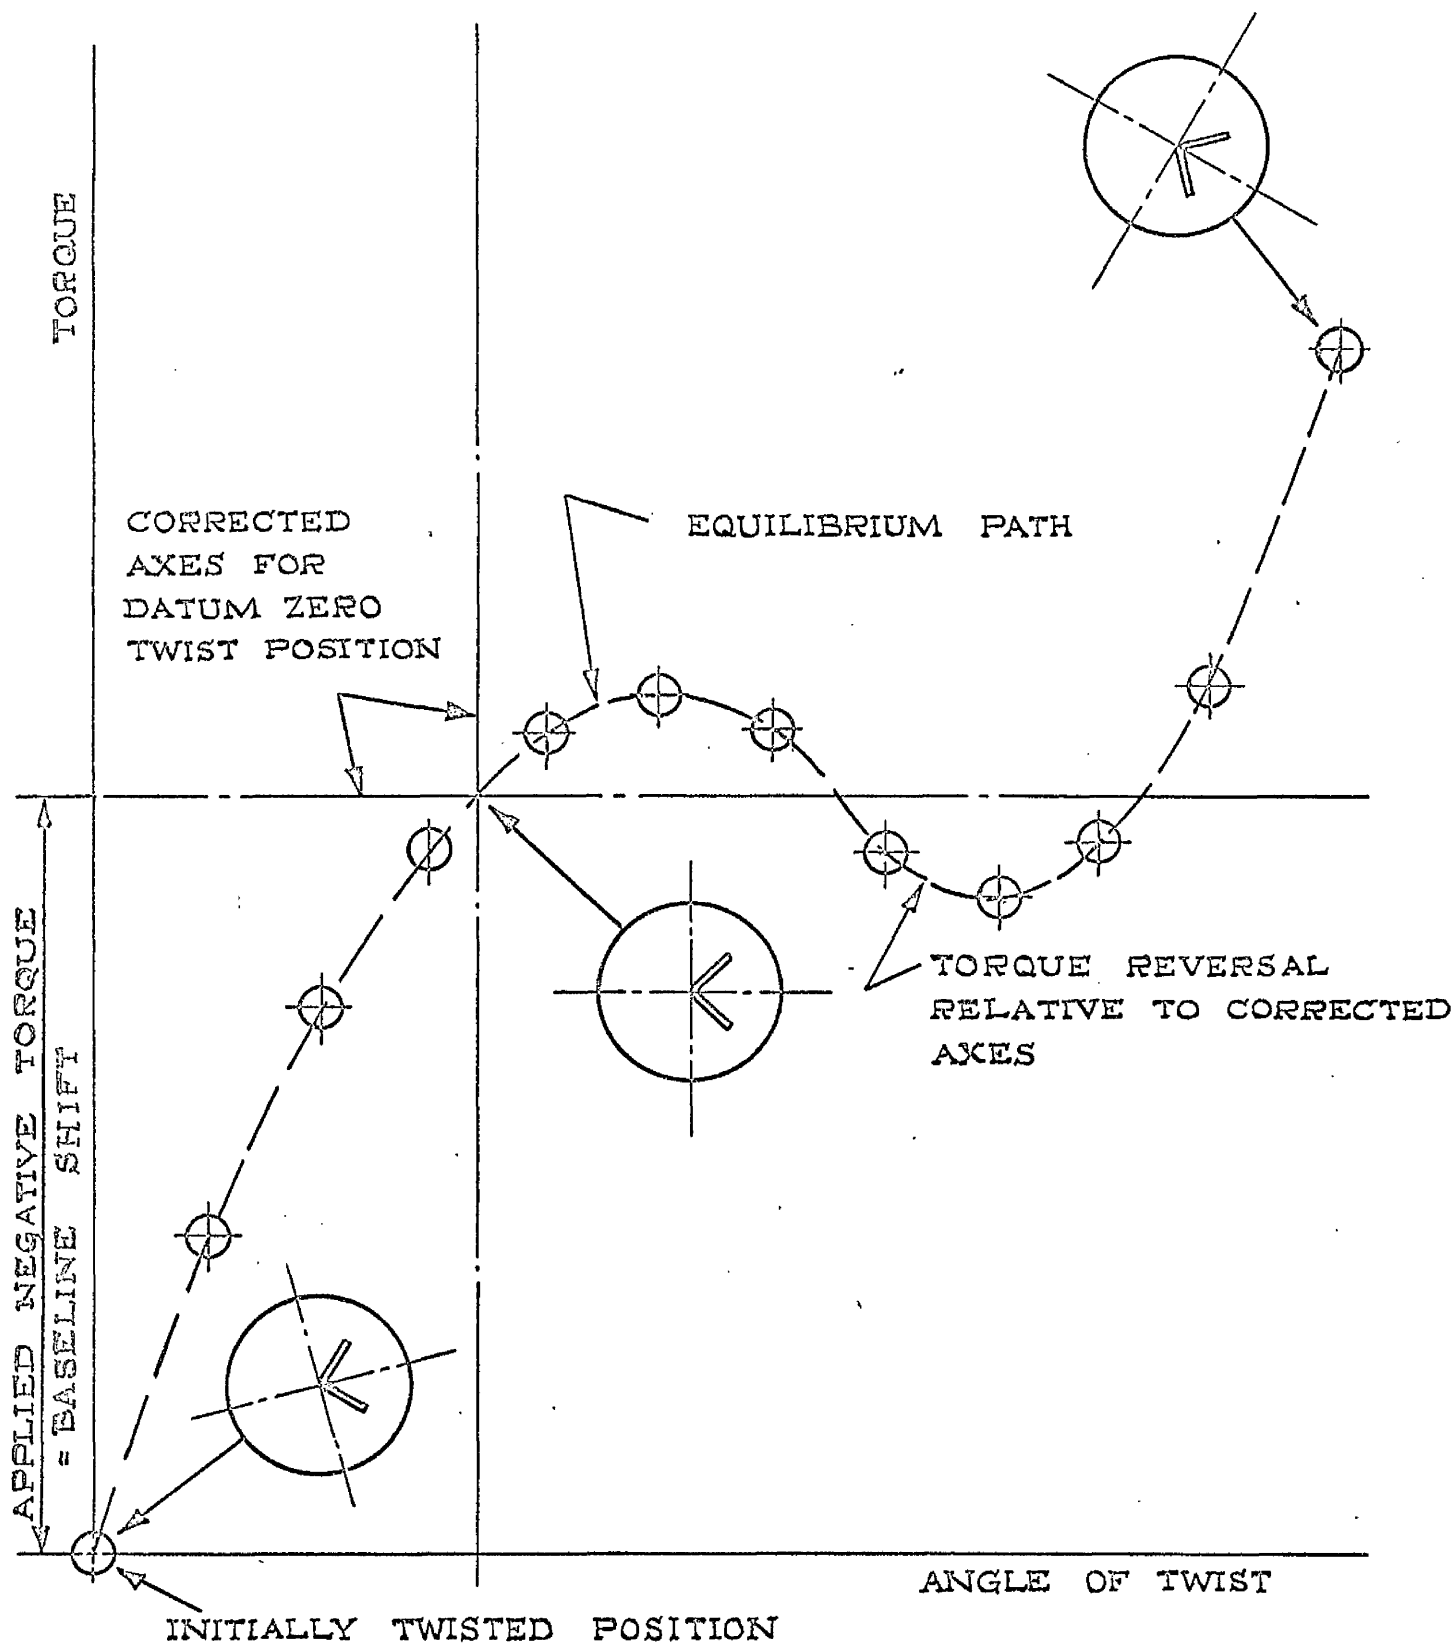 TORQUE
CORRECTED
AXES FOR
DATUM ZERO
TWIST POSITION
EQUILIBRIUM PATH
TORQUE REVERSAL
RELATIVE TO CORRECTED
AXES
APPLIED NEGATIVE TORQUE
= BASELINE SHIFT
ANGLE OF TWIST
INITIALLY TWISTED POSITION